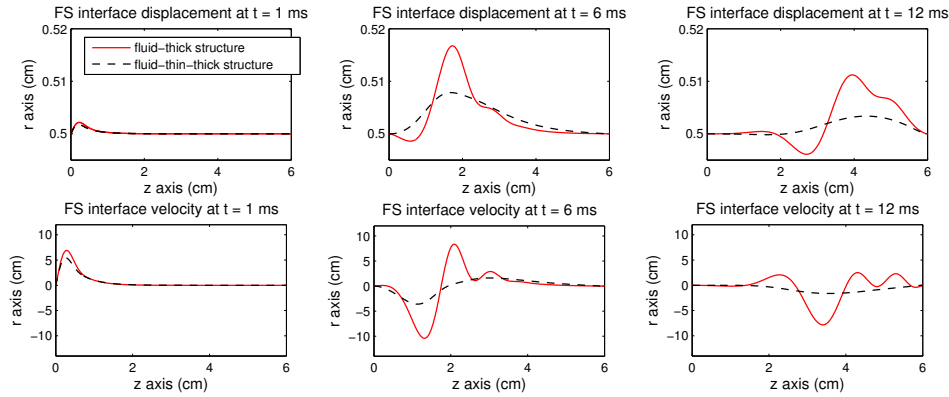 FS interface displacement at t = 1 ms
FS interface displacement at t = 6 ms
FS interface displacement at t = 12 ms
0.52
0.51
0.5
r axis (cm)
fluid−thick structure
fluid−thin−thick structure
0 2 4 6
z axis (cm)
0.52
0.51
0.5
r axis (cm)
0 2 4 6
z axis (cm)
0.52
0.51
0.5
r axis (cm)
0 2 4 6
z axis (cm)
FS interface velocity at t = 1 ms
FS interface velocity at t = 6 ms
FS interface velocity at t = 12 ms
10
5
0
−5
−10
r axis (cm)
0 2 4 6
z axis (cm)
10
5
0
−5
−10
r axis (cm)
0 2 4 6
z axis (cm)
10
5
0
−5
−10
r axis (cm)
0 2 4 6
z axis (cm)